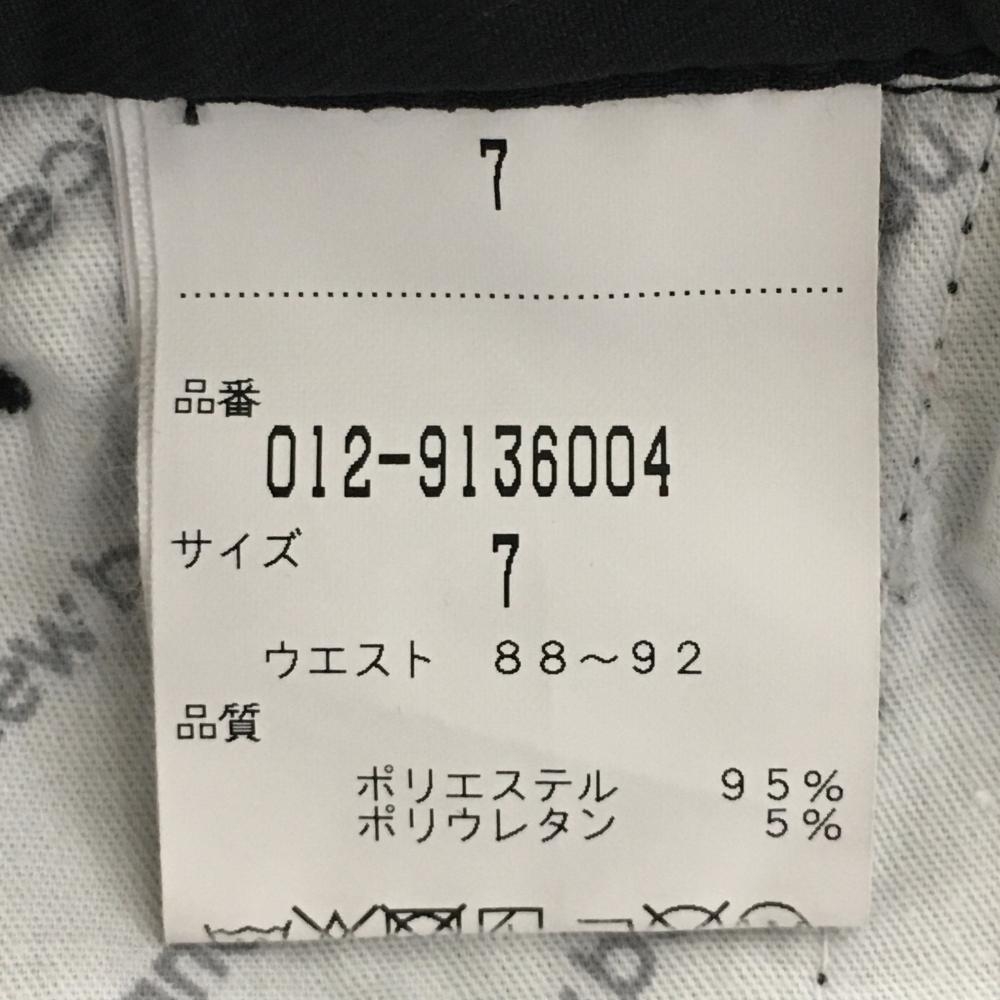 7
品番
012-9136004
サイズ 7
ウエスト 88～92
品質
ポリエステル 95%
ポリウレタン 5%